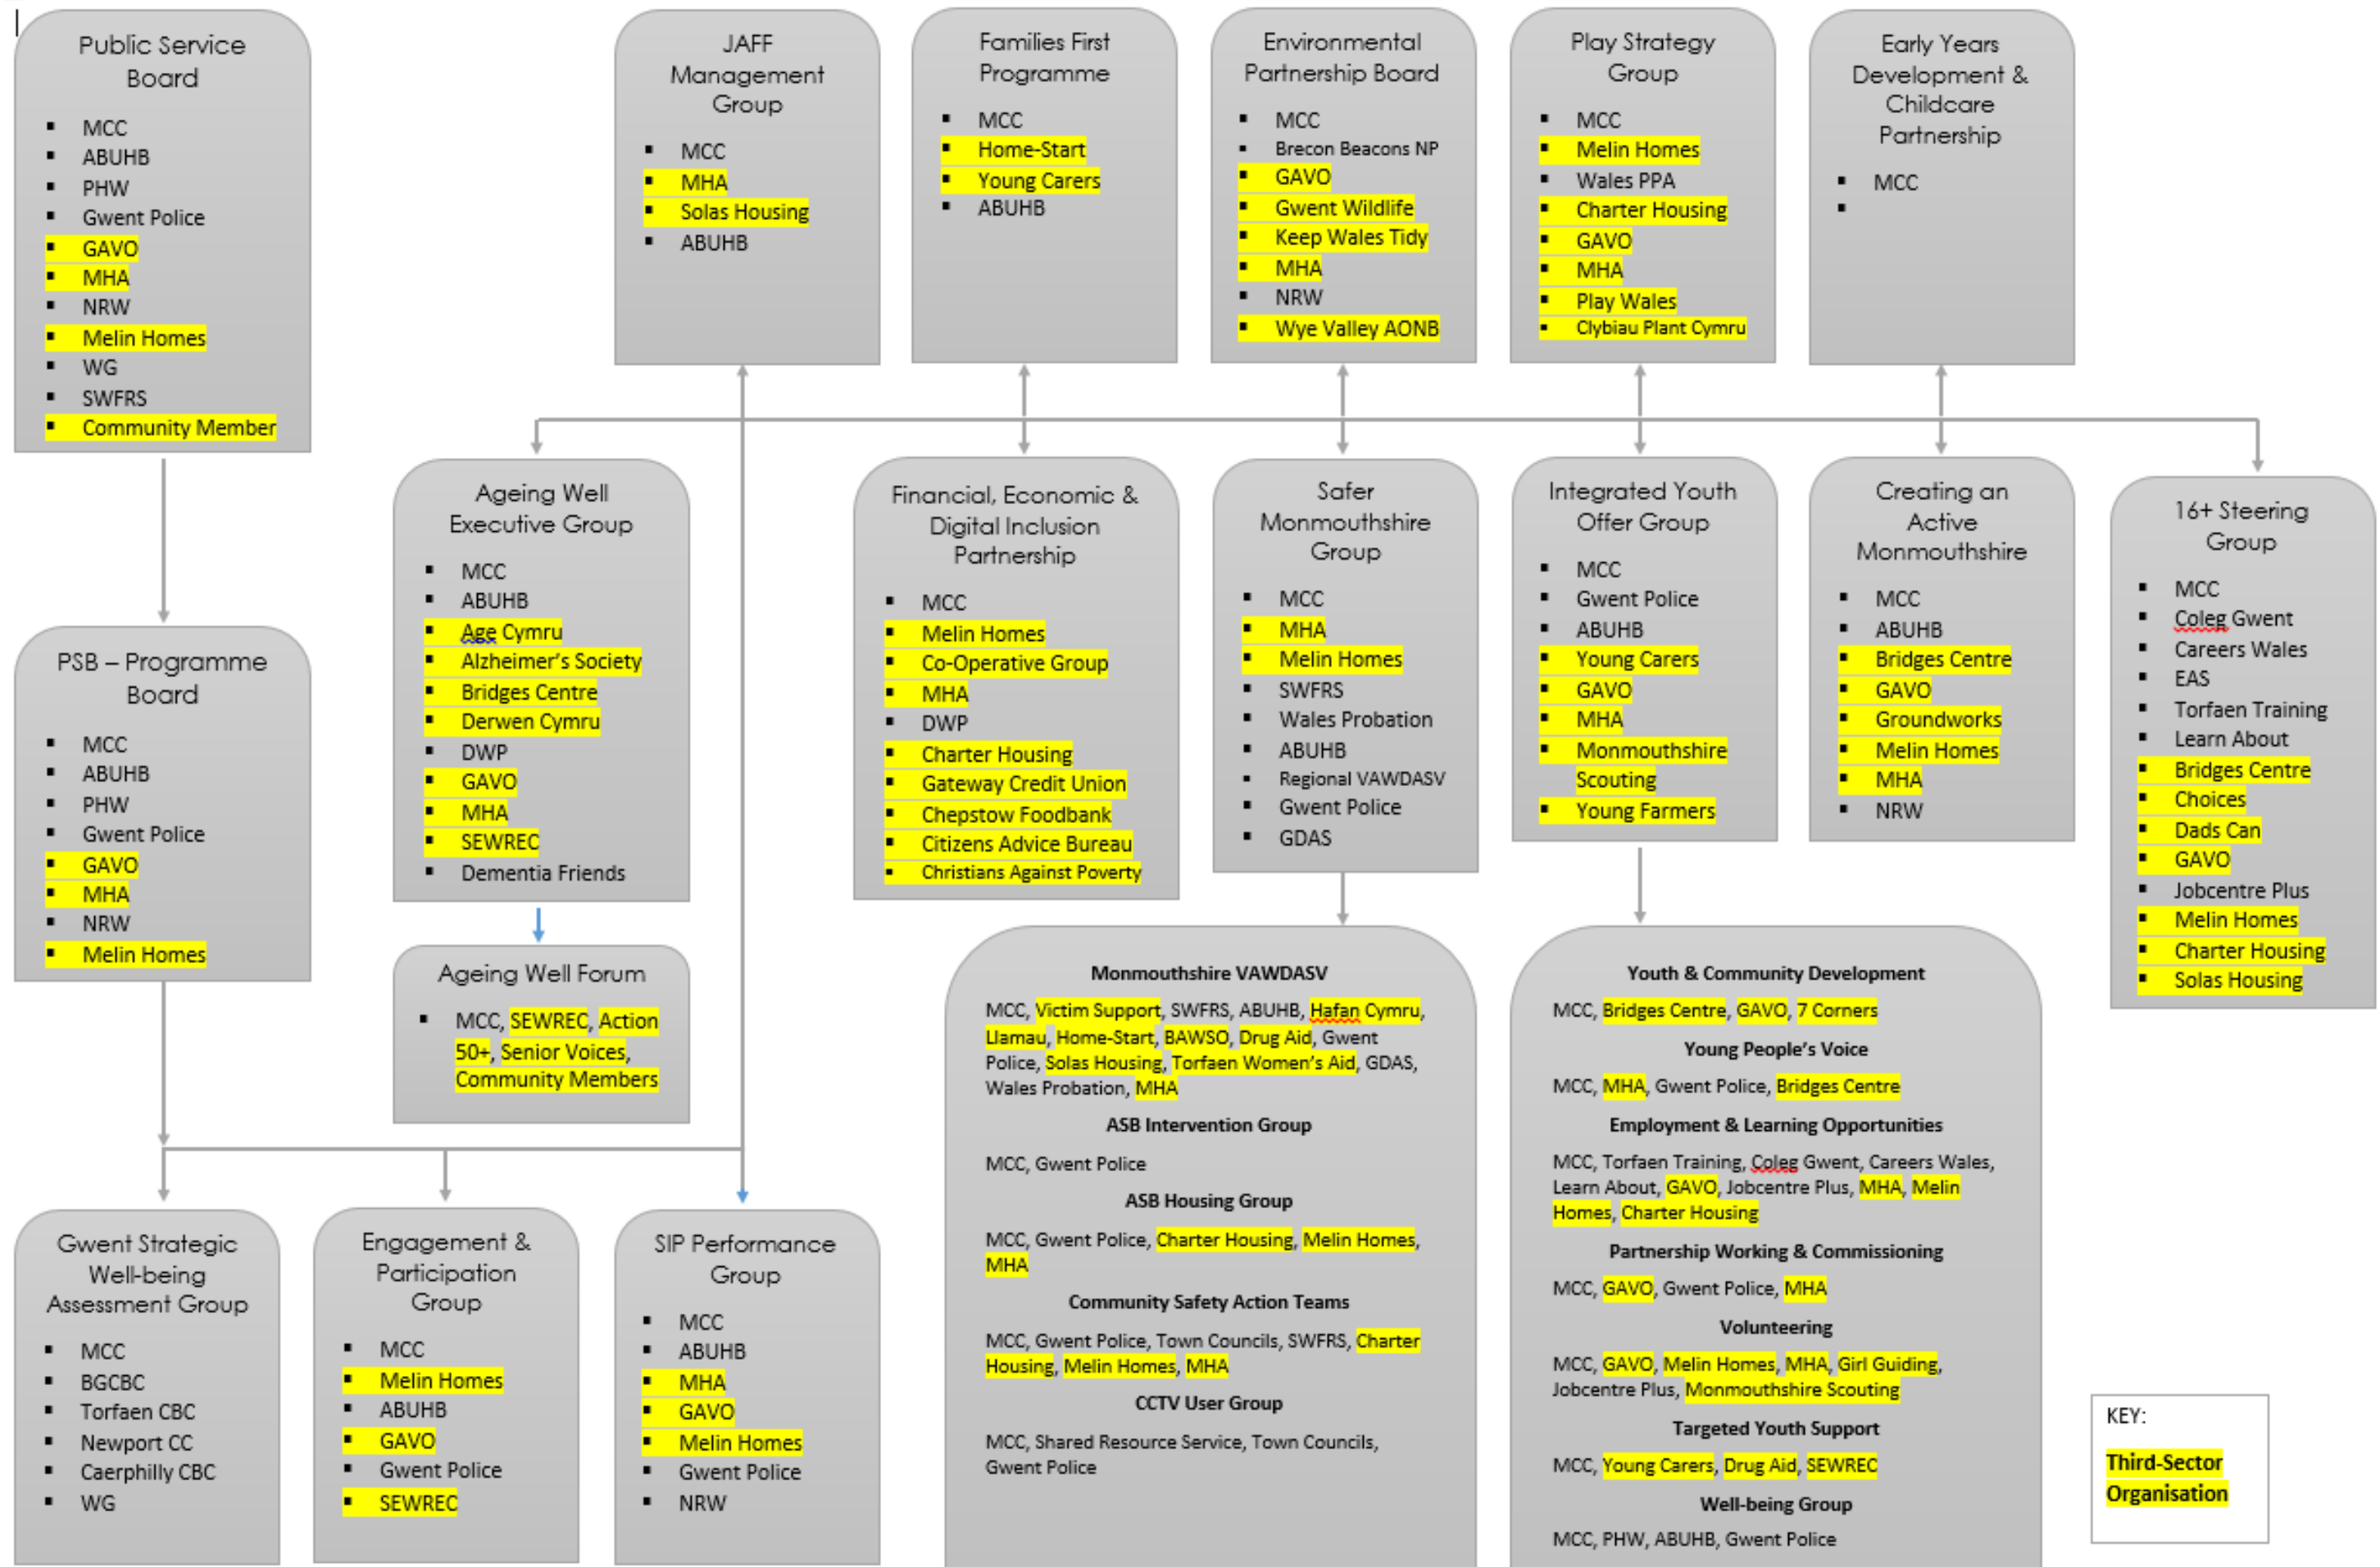 Public Service
Board
MCC
ABUHB
PHW
Gwent Police
GAVO
MHA
NRW
Melin Homes
WG
SWFRS
Community Member
JAFF
Management
Group
MCC
MHA
Solas Housing
ABUHB
Families First
Programme
MCC
Home-Start
Young Carers
ABUHB
Environmental
Partnership Board
MCC
Brecon Beacons NP
GAVO
Gwent Wildlife
Keep Wales Tidy
MHA
NRW
Wye Valley AONB
Play Strategy
Group
MCC
Melin Homes
Wales PPA
Charter Housing
GAVO
MHA
Play Wales
Clybiau Plant Cymru
Early Years
Development &
Childcare
Partnership
MCC
PSB – Programme
Board
MCC
ABUHB
PHW
Gwent Police
GAVO
MHA
NRW
Melin Homes
Ageing Well
Executive Group
MCC
ABUHB
Age Cymru
Alzheimer's Society
Bridges Centre
Derwen Cymru
DWP
GAVO
MHA
SEWREC
Dementia Friends
Financial, Economic &
Digital Inclusion
Partnership
MCC
Melin Homes
Co-Operative Group
MHA
DWP
Charter Housing
Gateway Credit Union
Chepstow Foodbank
Citizens Advice Bureau
Christians Against Poverty
Safer
Monmouthshire
Group
MCC
MHA
Melin Homes
SWFRS
Wales Probation
ABUHB
Regional VAWDASV
Gwent Police
GDAS
Integrated Youth
Offer Group
MCC
Gwent Police
ABUHB
Young Carers
GAVO
MHA
Monmouthshire
Scouting
Young Farmers
Creating an
Active
Monmouthshire
MCC
ABUHB
Bridges Centre
GAVO
Groundworks
Melin Homes
MHA
NRW
16+ Steering
Group
MCC
Coleg Gwent
Careers Wales
EAS
Torfaen Training
Learn About
Bridges Centre
Choices
Dads Can
GAVO
Jobcentre Plus
Melin Homes
Charter Housing
Solas Housing
Ageing Well Forum
MCC, SEWREC, Action
50+, Senior Voices,
Community Members
Monmouthshire VAWDASV
MCC, Victim Support, SWFRS, ABUHB, Hafan Cymru,
Llamau, Home-Start, BAWSO, Drug Aid, Gwent
Police, Solas Housing, Torfaen Women's Aid, GDAS,
Wales Probation, MHA
ASB Intervention Group
MCC, Gwent Police
ASB Housing Group
MCC, Gwent Police, Charter Housing, Melin Homes,
MHA
Community Safety Action Teams
MCC, Gwent Police, Town Councils, SWFRS, Charter
Housing, Melin Homes, MHA
CCTV User Group
MCC, Shared Resource Service, Town Councils,
Gwent Police
Youth & Community Development
MCC, Bridges Centre, GAVO, 7 Corners
Young People's Voice
MCC, MHA, Gwent Police, Bridges Centre
Employment & Learning Opportunities
MCC, Torfaen Training, Coleg Gwent, Careers Wales,
Learn About, GAVO, Jobcentre Plus, MHA, Melin
Homes, Charter Housing
Partnership Working & Commissioning
MCC, GAVO, Gwent Police, MHA
Volunteering
MCC, GAVO, Melin Homes, MHA, Girl Guiding,
Jobcentre Plus, Monmouthshire Scouting
Targeted Youth Support
MCC, Young Carers, Drug Aid, SEWREC
Well-being Group
MCC, PHW, ABUHB, Gwent Police
Gwent Strategic
Well-being
Assessment Group
MCC
BGCBC
Torfaen CBC
Newport CC
Caerphilly CBC
WG
Engagement &
Participation
Group
MCC
Melin Homes
ABUHB
GAVO
Gwent Police
SEWREC
SIP Performance
Group
MCC
ABUHB
MHA
GAVO
Melin Homes
Gwent Police
NRW
KEY:
Third-Sector
Organisation